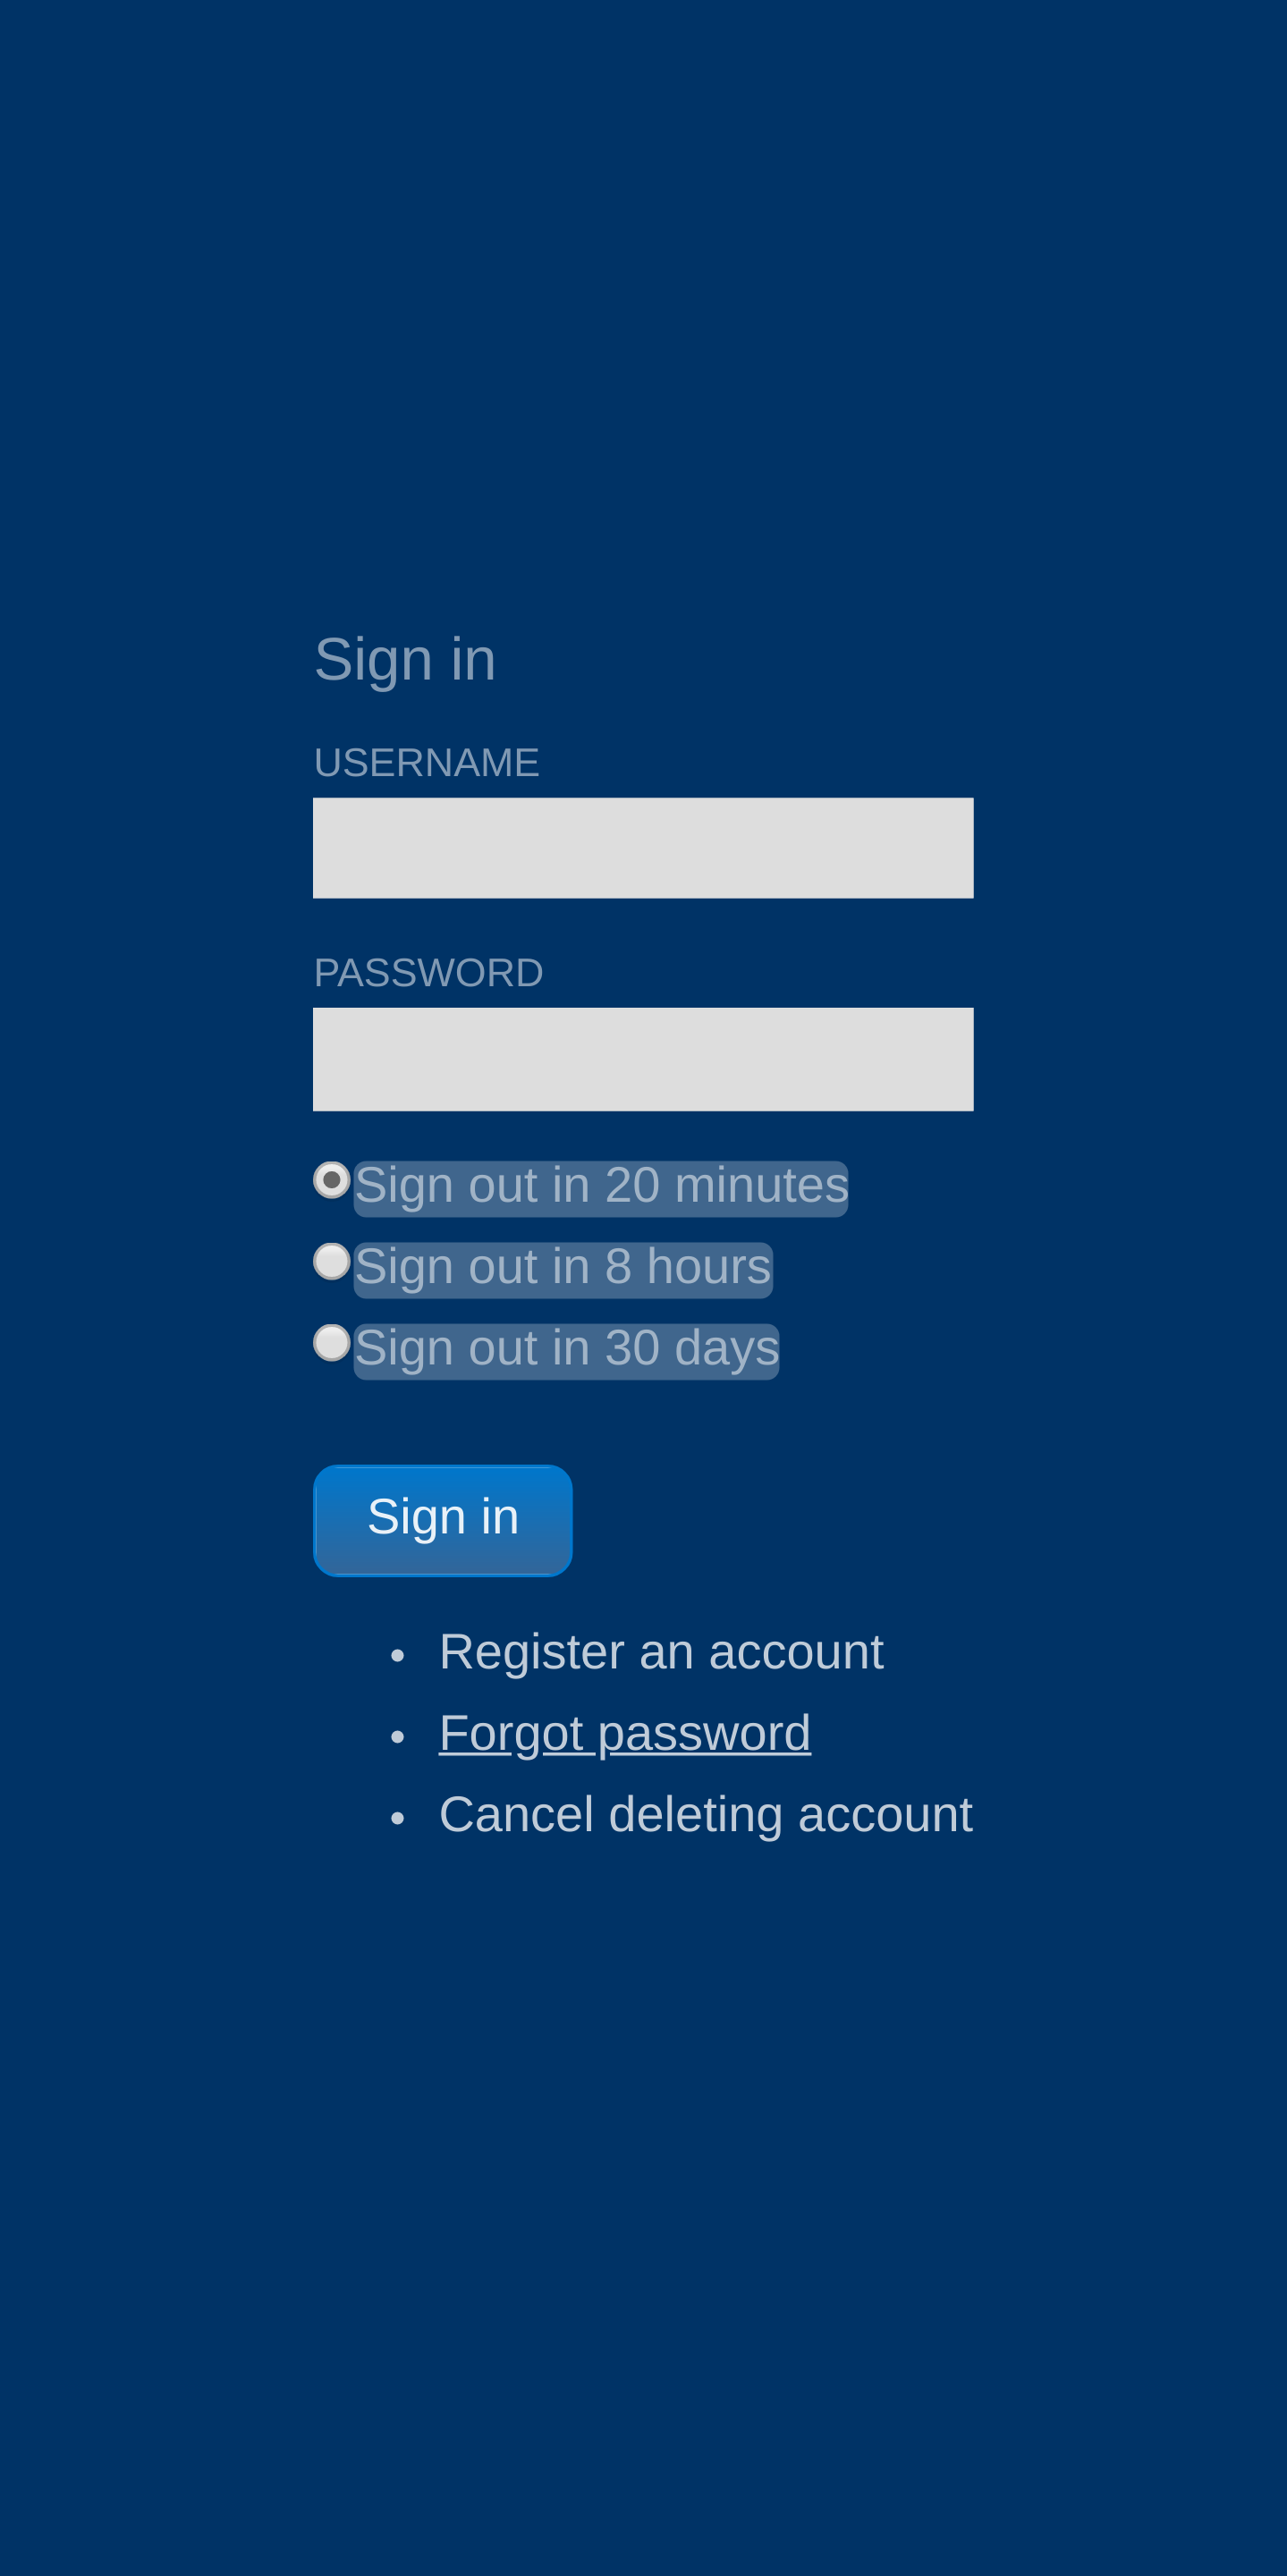 Sign in
USERNAME
PASSWORD
Sign out in 20 minutes
Sign out in 8 hours
Sign out in 30 days
Sign in
Register an account
Forgot password
Cancel deleting account